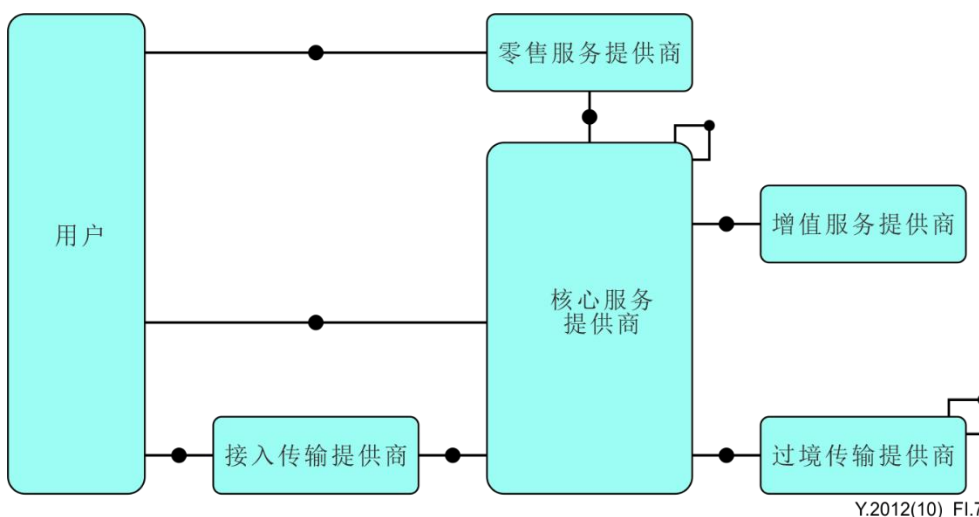 零售服务提供商
用户
增值服务提供商
核心服务
提供商
接入传输提供商
过境传输提供商
Y.2012(10)_FI.7